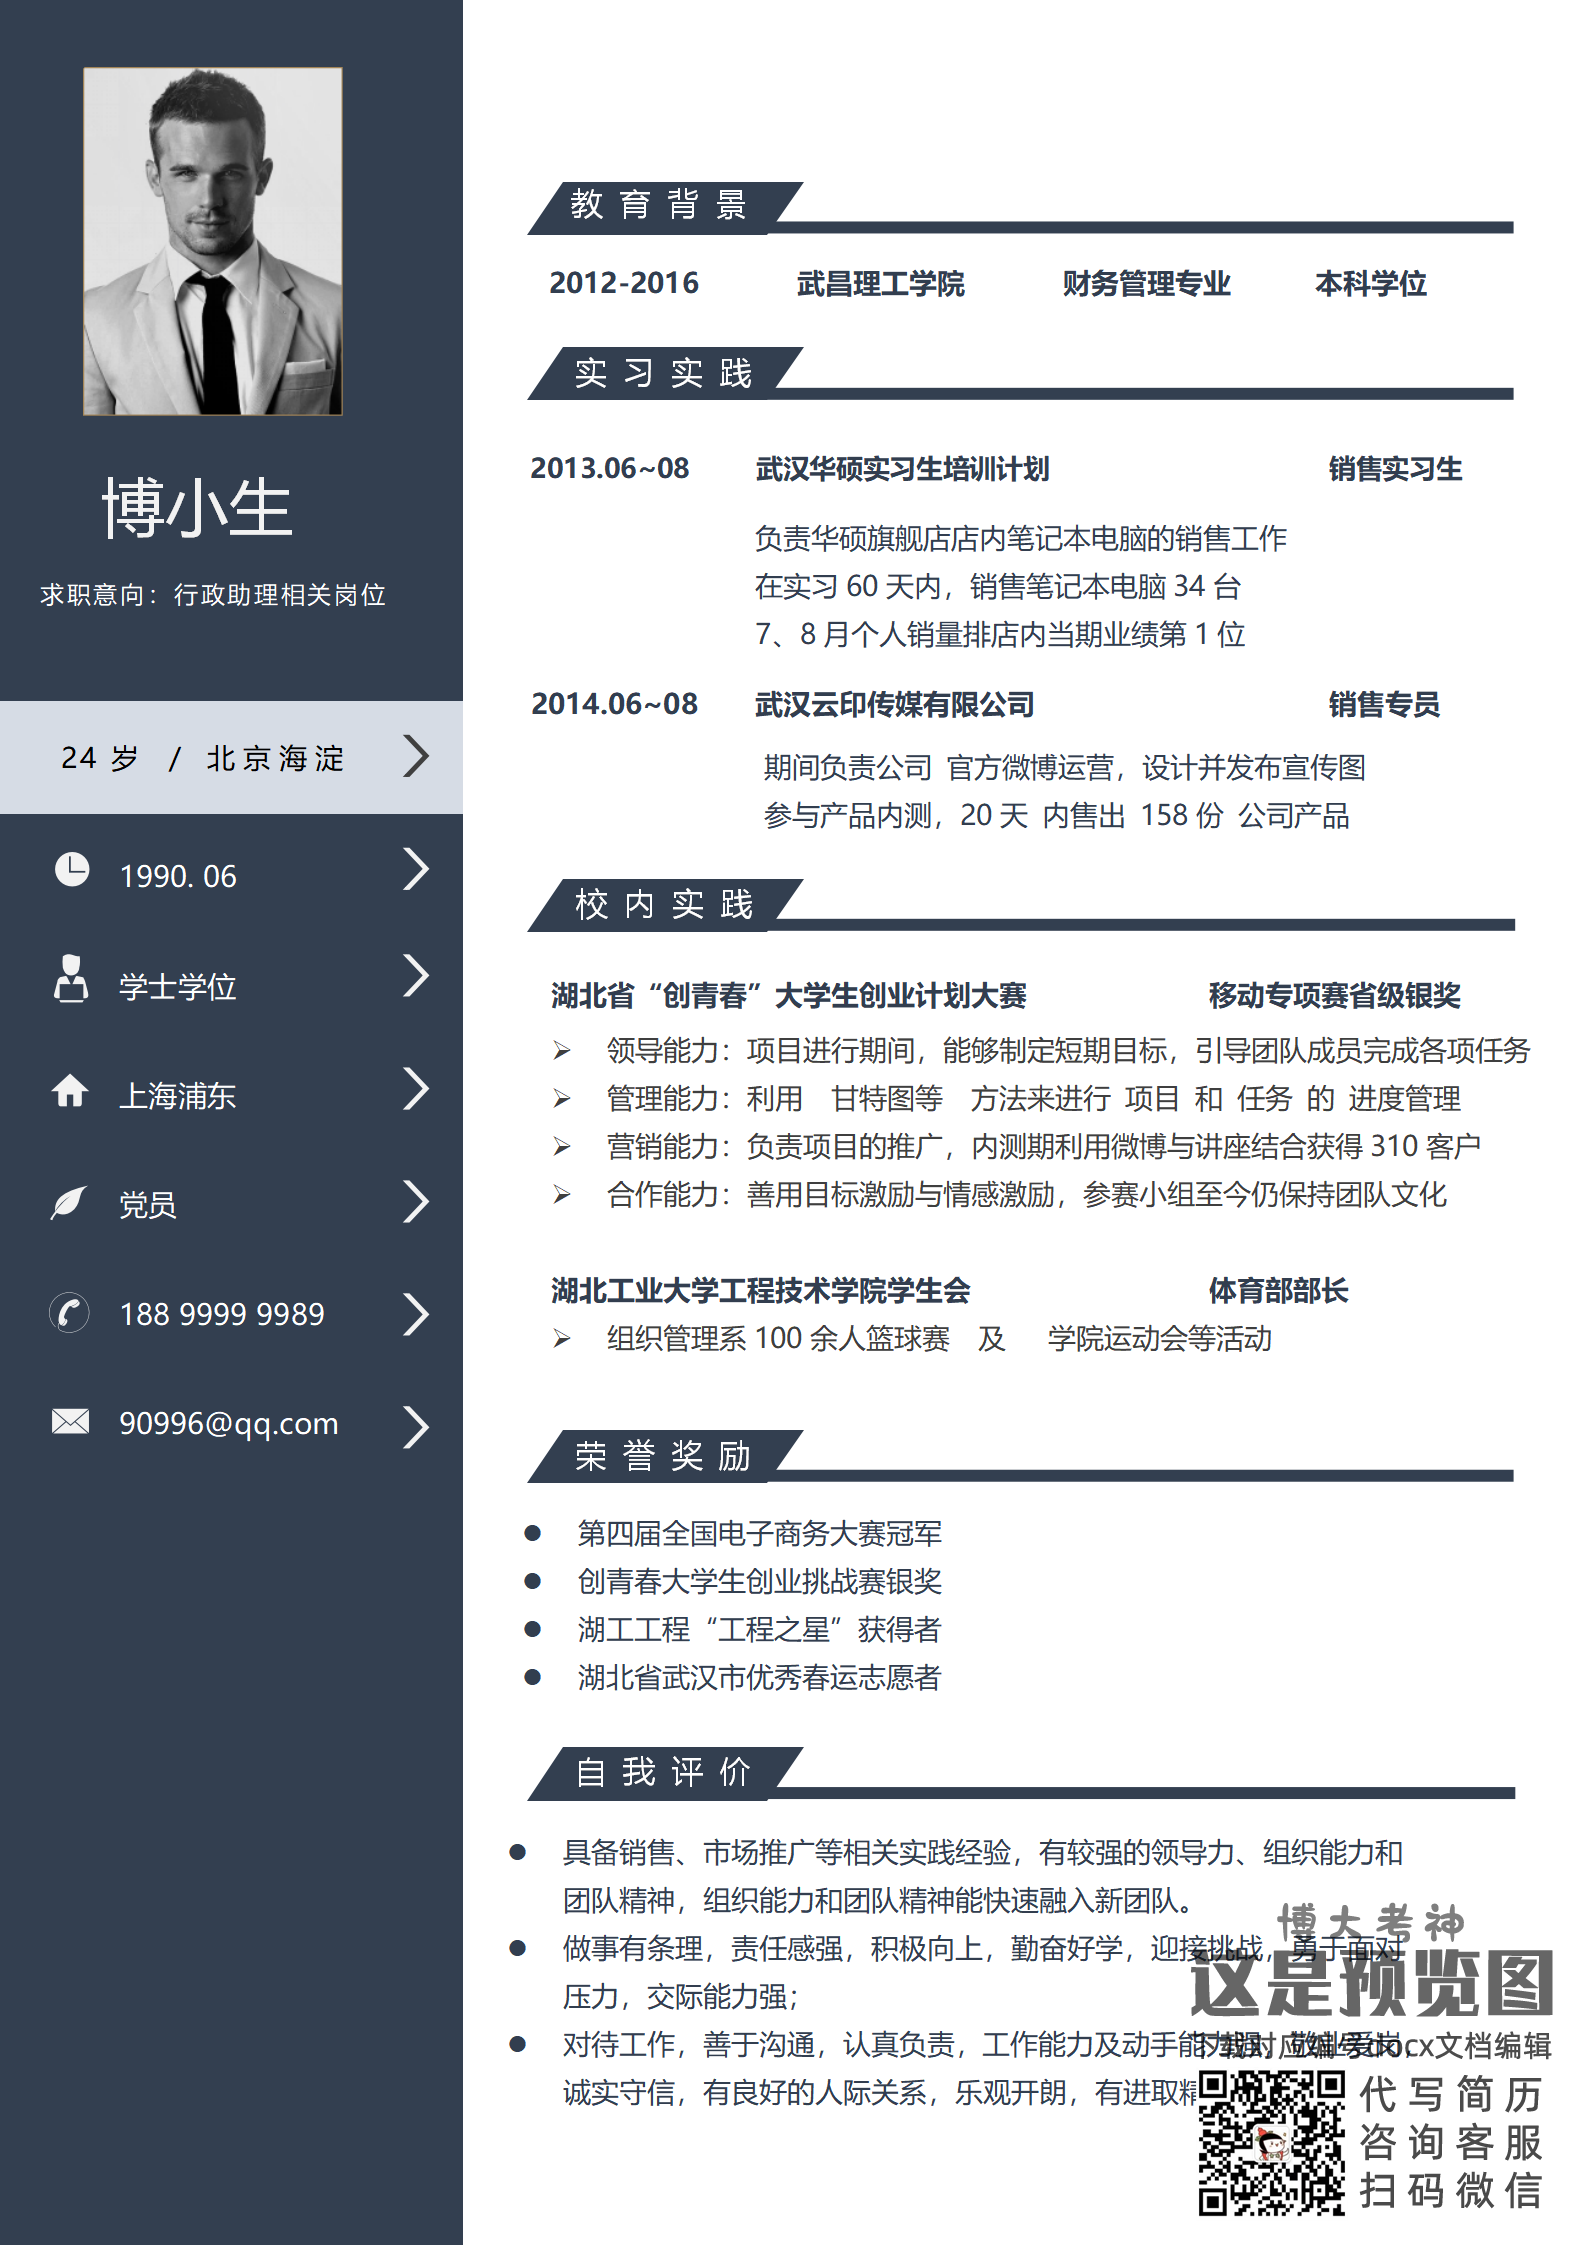 博小生
求职意向：行政助理相关岗位
24 岁 / 北京海淀
1990. 06
学士学位
上海浦东
党员
188 9999 9989
90996@qq.com
教育背景
2012-2016 武昌理工学院 财务管理专业 本科学位
实习实践
2013.06~08 武汉华硕实习生培训计划 销售实习生
负责华硕旗舰店店内笔记本电脑的销售工作
在实习 60 天内，销售笔记本电脑 34 台
7、8 月个人销量排店内当期业绩第 1 位
2014.06~08 武汉云印传媒有限公司 销售专员
期间负责公司 官方微博运营，设计并发布宣传图
参与产品内测，20 天 内售出 158 份 公司产品
校内实践
湖北省“创青春”大学生创业计划大赛 移动专项赛省级银奖
领导能力：项目进行期间，能够制定短期目标，引导团队成员完成各项任务
管理能力：利用 甘特图等 方法来进行 项目 和 任务 的 进度管理
营销能力：负责项目的推广，内测期利用微博与讲座结合获得 310 客户
合作能力：善用目标激励与情感激励，参赛小组至今仍保持团队文化
湖北工业大学工程技术学院学生会 体育部部长
组织管理系 100 余人篮球赛 及 学院运动会等活动
荣誉奖励
第四届全国电子商务大赛冠军
创青春大学生创业挑战赛银奖
湖工工程“工程之星”获得者
湖北省武汉市优秀春运志愿者
自我评价
具备销售、市场推广等相关实践经验，有较强的领导力、组织能力和
团队精神，组织能力和团队精神能快速融入新团队。
做事有条理，责任感强，积极向上，勤奋好学，迎接挑战，勇于面对
压力，交际能力强；
对待工作，善于沟通，认真负责，工作能力及动手能力强，敬业爱岗，
诚实守信，有良好的人际关系，乐观开朗，有进取精
博大考神
这是预览图
下载对应编号docx文档编辑
代写简历
咨询客服
扫码微信